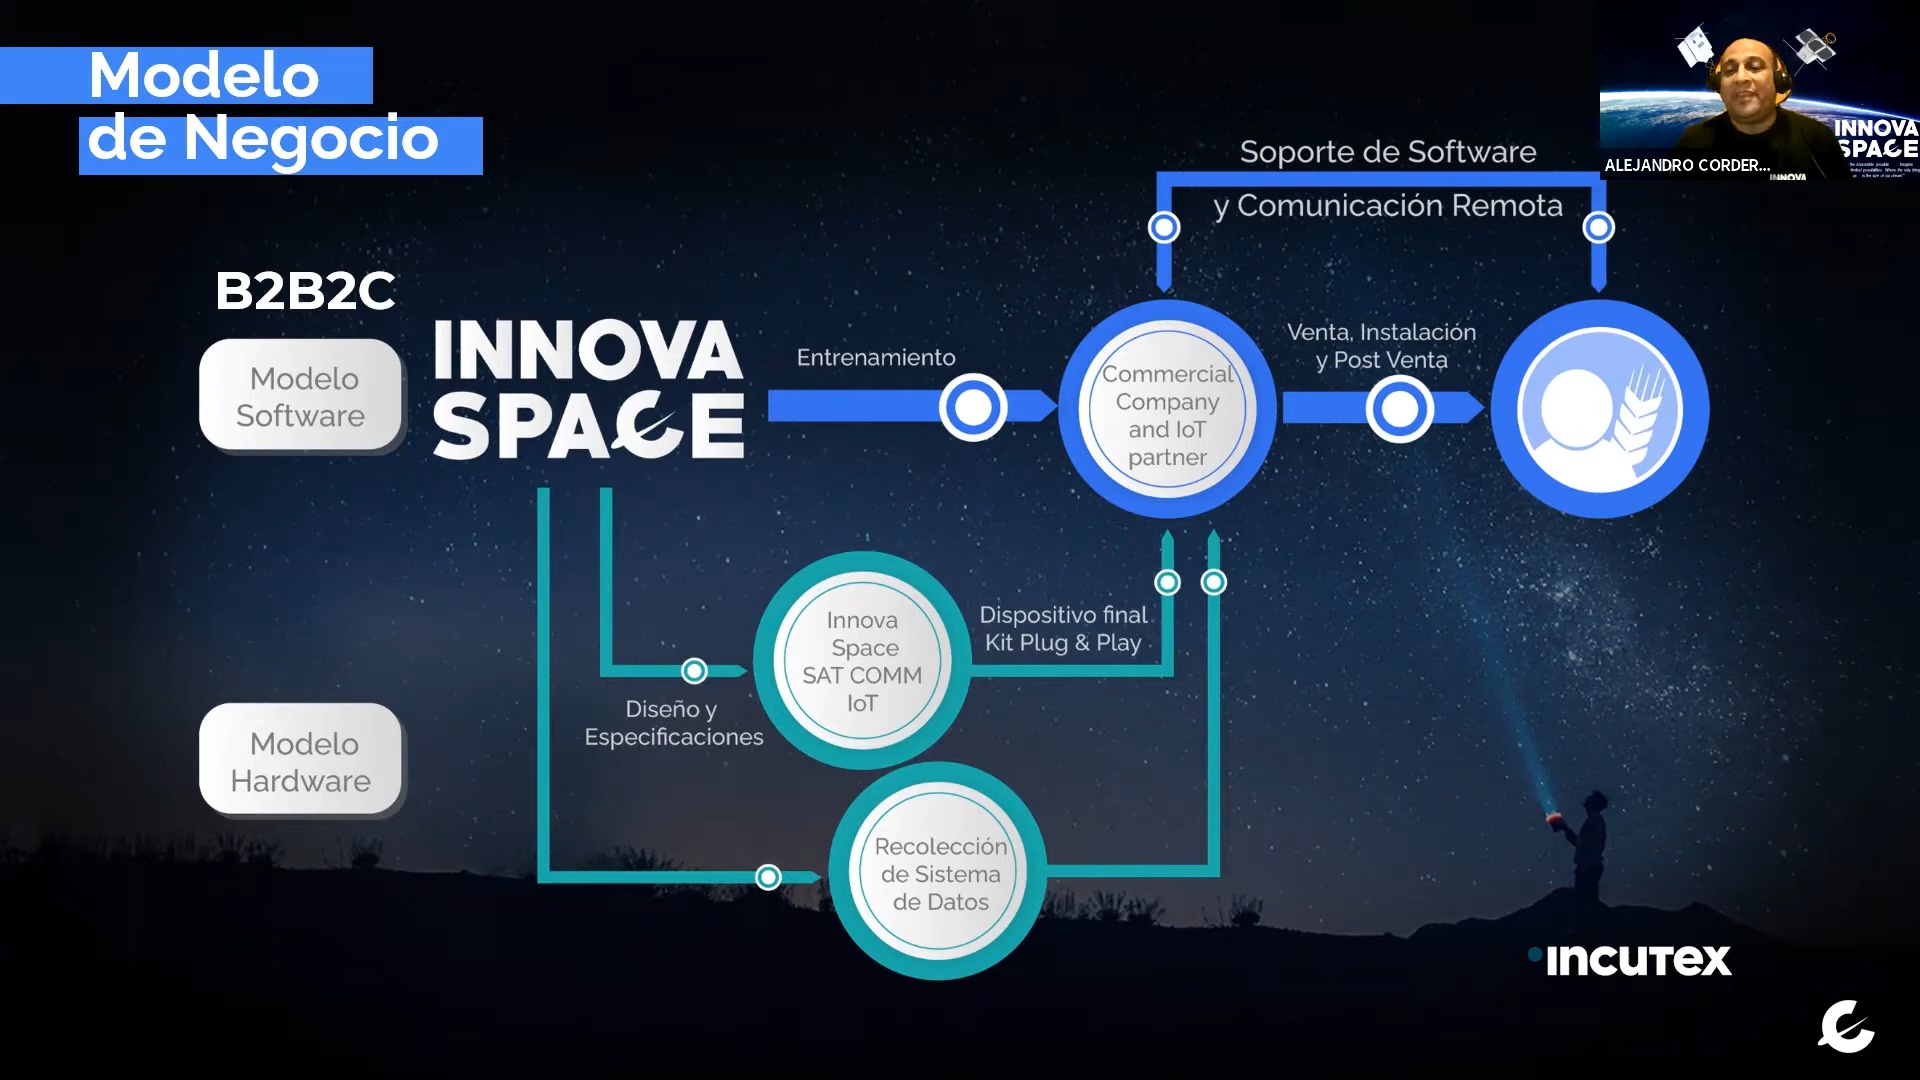 Modelo
de Negocio
INNOVA
SPACE
ALEJANDRO CORDER...
INNOVA
Soporte de Software
y Comunicación Remota
B2B2C
Modelo
Software
INNOVA
SPACE
Entrenamiento
Commercial
Company
and IoT
partner
Venta, Instalación
y Post Venta
Innova
Space
SAT COMM
IoT
Dispositivo final
Kit Plug & Play
Diseño y
Especificaciones
Modelo
Hardware
Recolección
de Sistema
de Datos
INCUTEX